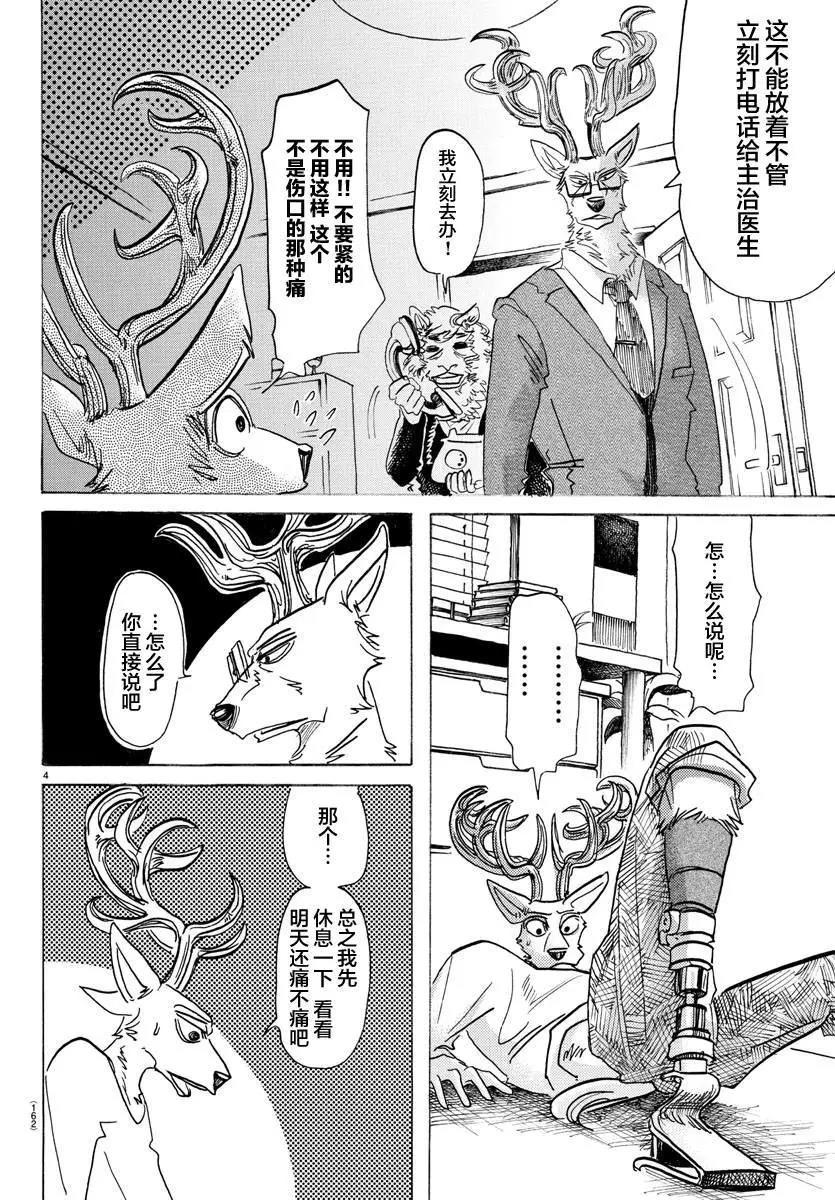 这不能放着不管
立刻打电话给主治医生
我立刻去办！
不用!! 不要紧的
不用这样 这个
不是伤口的那种痛
怎…怎么说呢…
………
………
…怎么了
你直接说吧
那个…
总之我先
休息一下 看看
明天还痛不痛吧
4
(162)